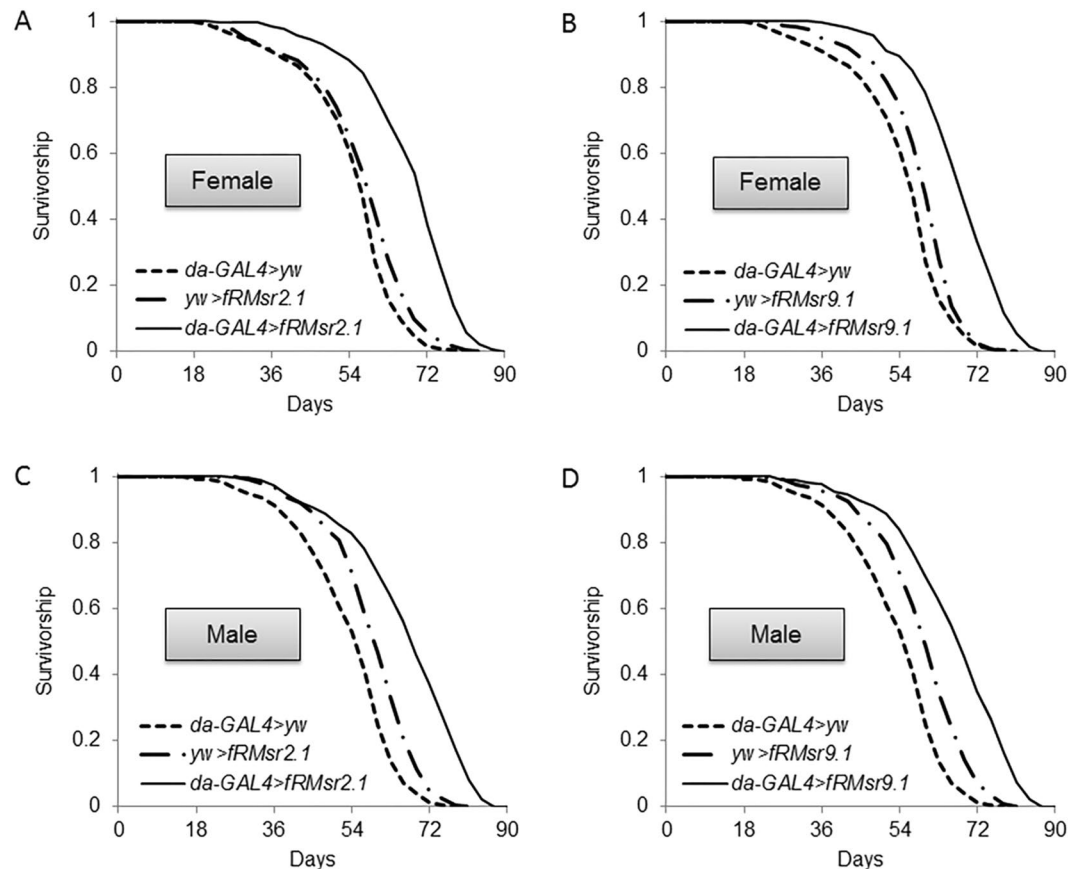 A
1
0.8
0.6
0.4
0.2
0
Survivorship
Female
da-GAL4>yw
yw>fRMsr2.1
da-GAL4>fRMsr2.1
0 18 36 54 72 90
Days
B
1
0.8
0.6
0.4
0.2
0
Survivorship
Female
da-GAL4>yw
yw>fRMsr9.1
da-GAL4>fRMsr9.1
0 18 36 54 72 90
Days
C
1
0.8
0.6
0.4
0.2
0
Survivorship
Male
da-GAL4>yw
yw>fRMsr2.1
da-GAL4>fRMsr2.1
0 18 36 54 72 90
Days
D
1
0.8
0.6
0.4
0.2
0
Survivorship
Male
da-GAL4>yw
yw>fRMsr9.1
da-GAL4>fRMsr9.1
0 18 36 54 72 90
Days